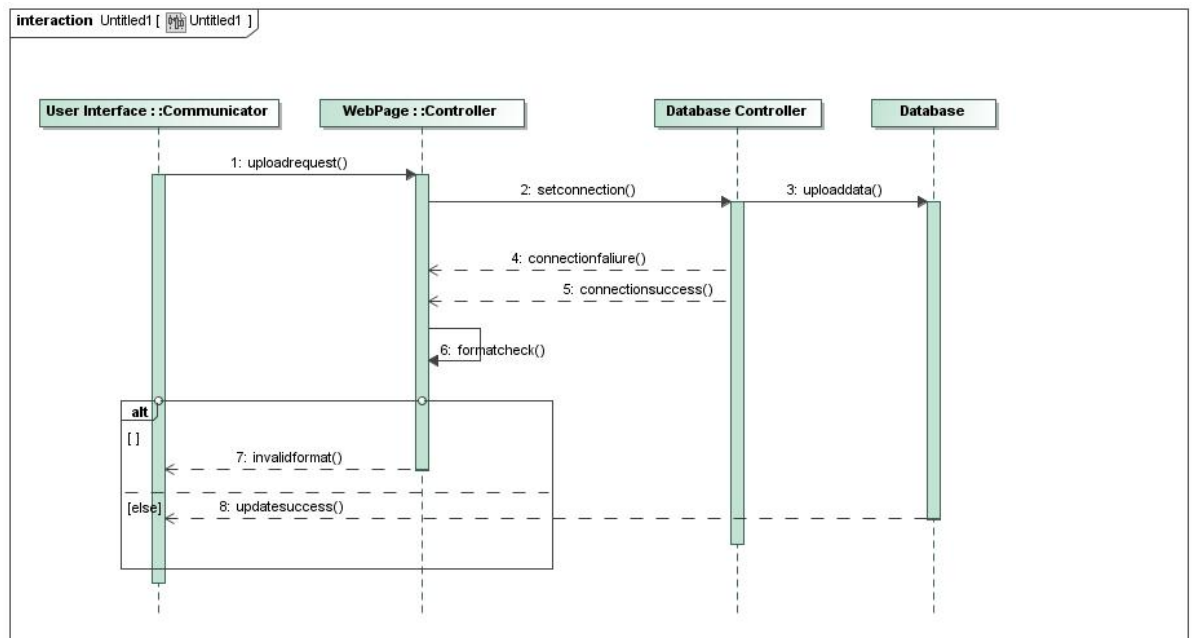 interaction Untitled1 [ Untitled1 ]
User Interface : :Communicator
WebPage : :Controller
Database Controller
Database
1: uploadrequest()
2: setconnection()
3: uploaddata()
4: connectionfaliure()
5: connectionsuccess()
6: formatcheck()
alt
[ ]
7: invalidformat()
[else]
8: updatesuccess()